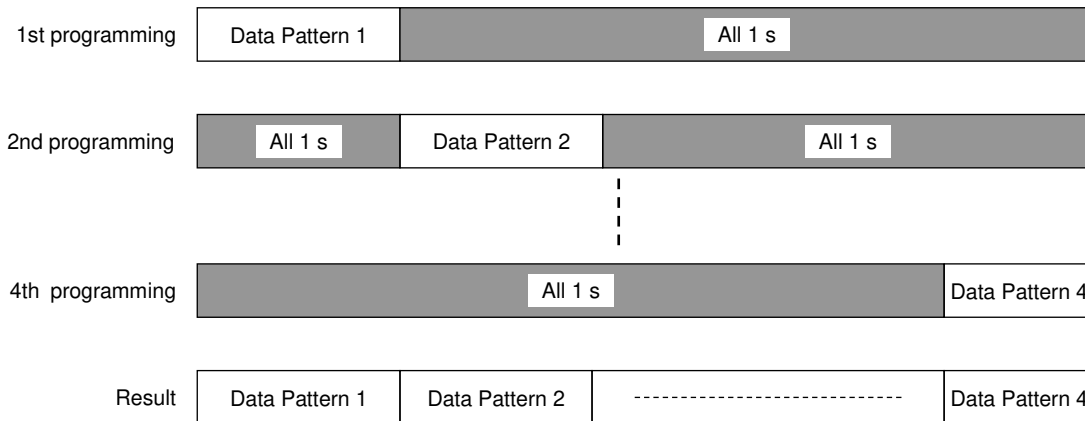 1st programming Data Pattern 1 All 1 s
2nd programming All 1 s Data Pattern 2 All 1 s
4th programming All 1 s Data Pattern 4
Result Data Pattern 1 Data Pattern 2 Data Pattern 4